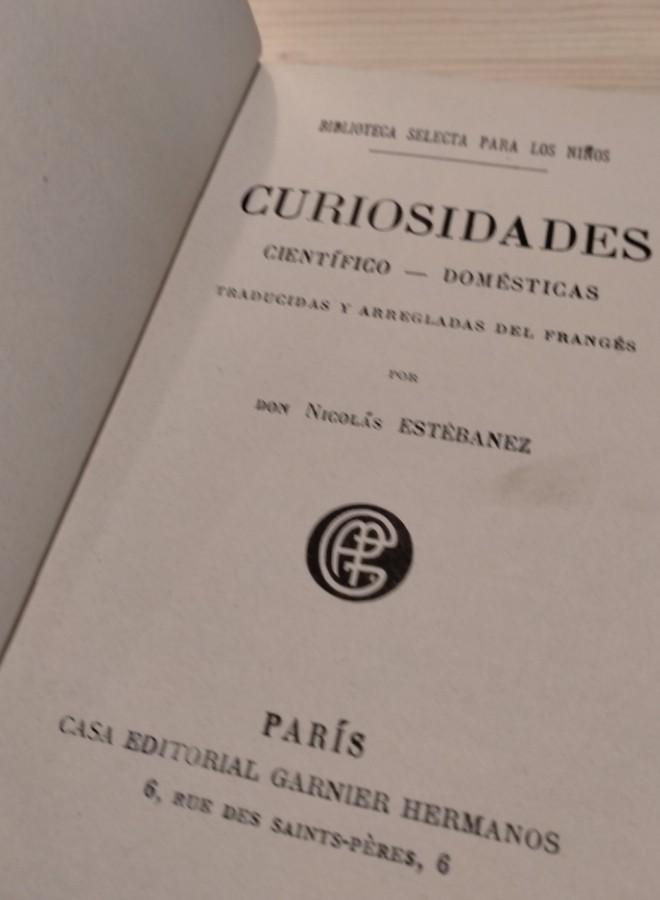 BIBLIOTECA SELECTA PARA LOS NIÑOS
CURIOSIDADES
CIENTÍFICO — DOMÉSTICAS
TRADUCIDAS Y ARREGLADAS DEL FRANCÉS
POR
DON NICOLÁS ESTÉBANEZ
PARÍS
CASA EDITORIAL GARNIER HERMANOS
6, RUE DES SAINTS-PÈRES, 6